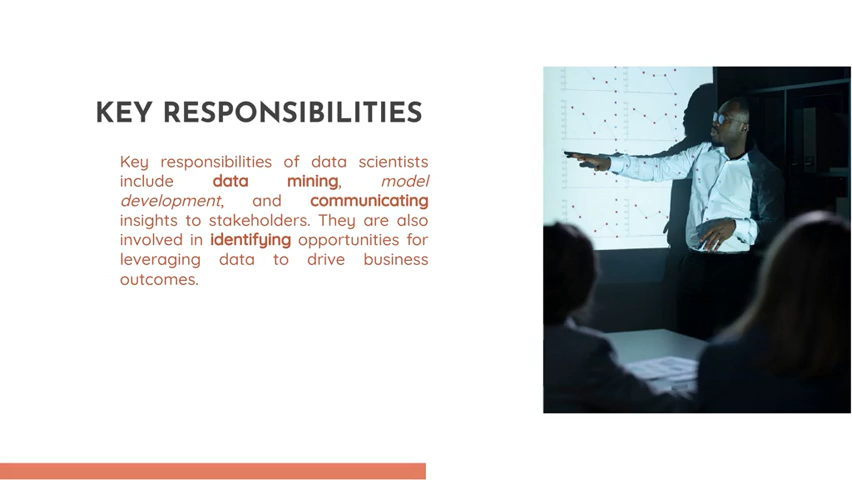 KEY RESPONSIBILITIES
Key responsibilities of data scientists
include data mining, model
development, and communicating
insights to stakeholders. They are also
involved in identifying opportunities for
leveraging data to drive business
outcomes.